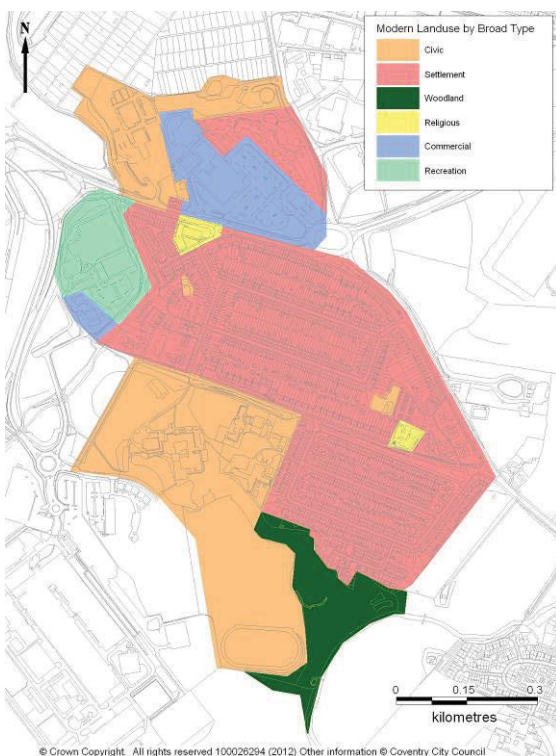 Modern Landuse by Broad Type
N
Civic
Settlement
Woodland
Religious
Commercial
Recreation
0 0.15 0.3
kilometres
© Crown Copyright. All rights reserved 100026294 (2012) Other information © Coventry City Council